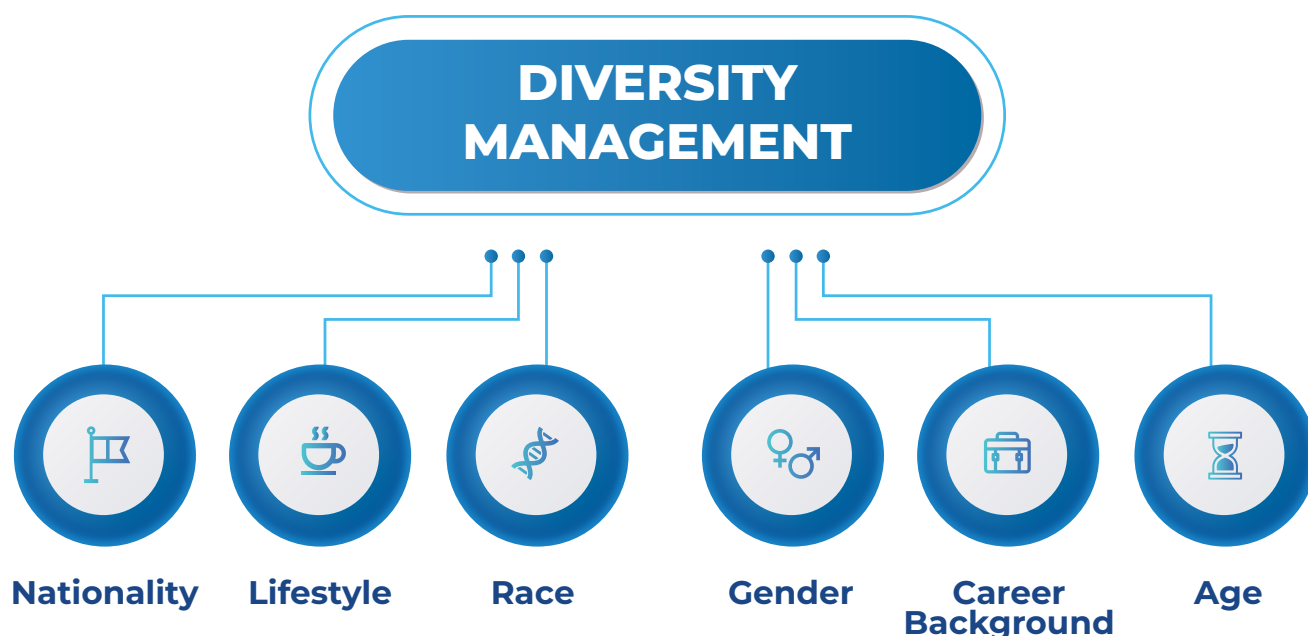 DIVERSITY
MANAGEMENT
Nationality
Lifestyle
Race
Gender
Career
Background
Age